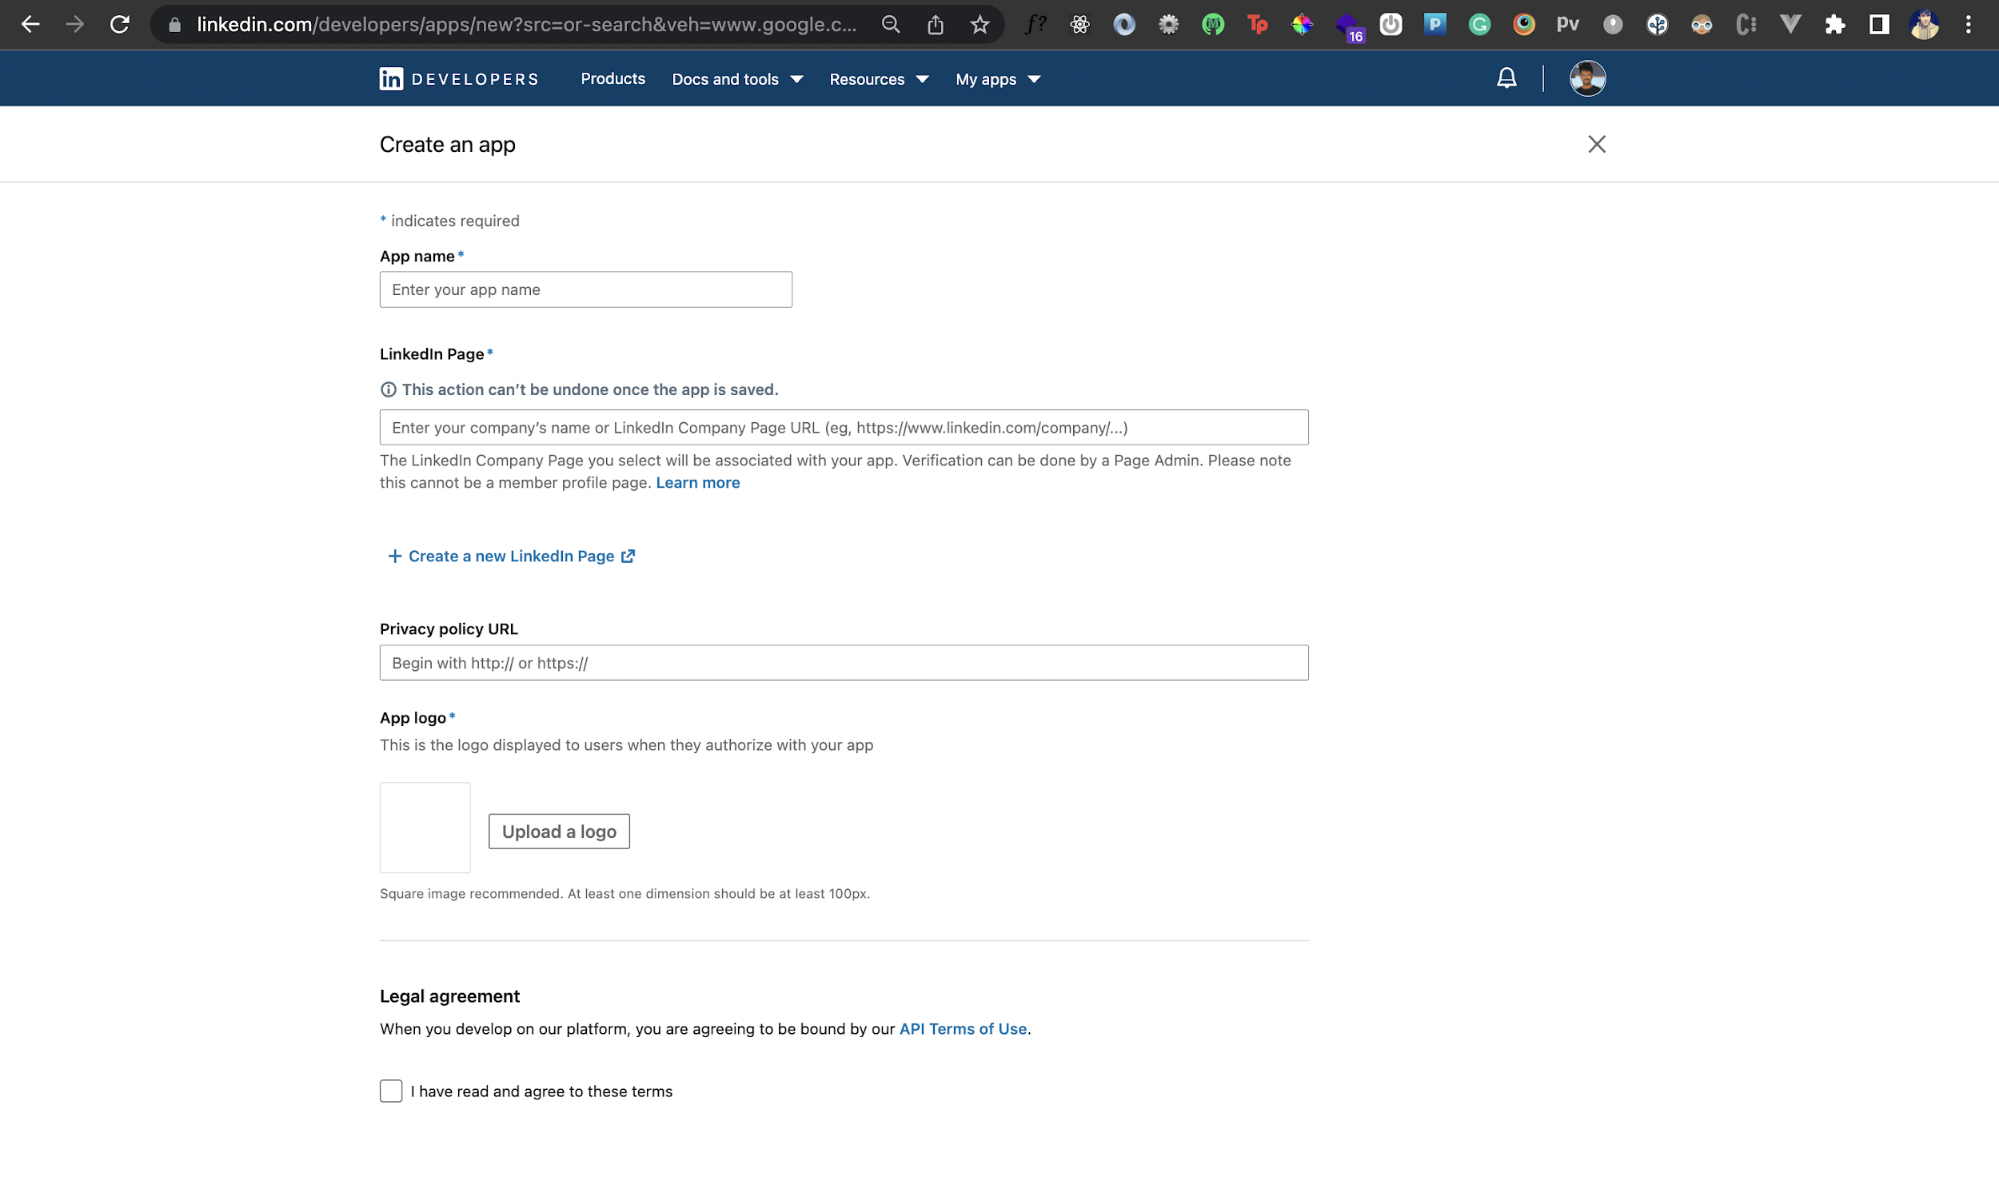 linkedin.com/developers/apps/new?src=or-search&veh=www.google.c...
f?
Tp
16
P
G
pv
in DEVELOPERS Products Docs and tools Resources My apps
Create an app
* indicates required
App name*
Enter your app name
LinkedIn Page*
This action can’t be undone once the app is saved.
Enter your company’s name or LinkedIn Company Page URL (eg, https://www.linkedin.com/company/...)
The LinkedIn Company Page you select will be associated with your app. Verification can be done by a Page Admin. Please note
this cannot be a member profile page. Learn more
+ Create a new LinkedIn Page
Privacy policy URL
Begin with http:// or https://
App logo*
This is the logo displayed to users when they authorize with your app
Upload a logo
Square image recommended. At least one dimension should be at least 100px.
Legal agreement
When you develop on our platform, you are agreeing to be bound by our API Terms of Use.
I have read and agree to these terms